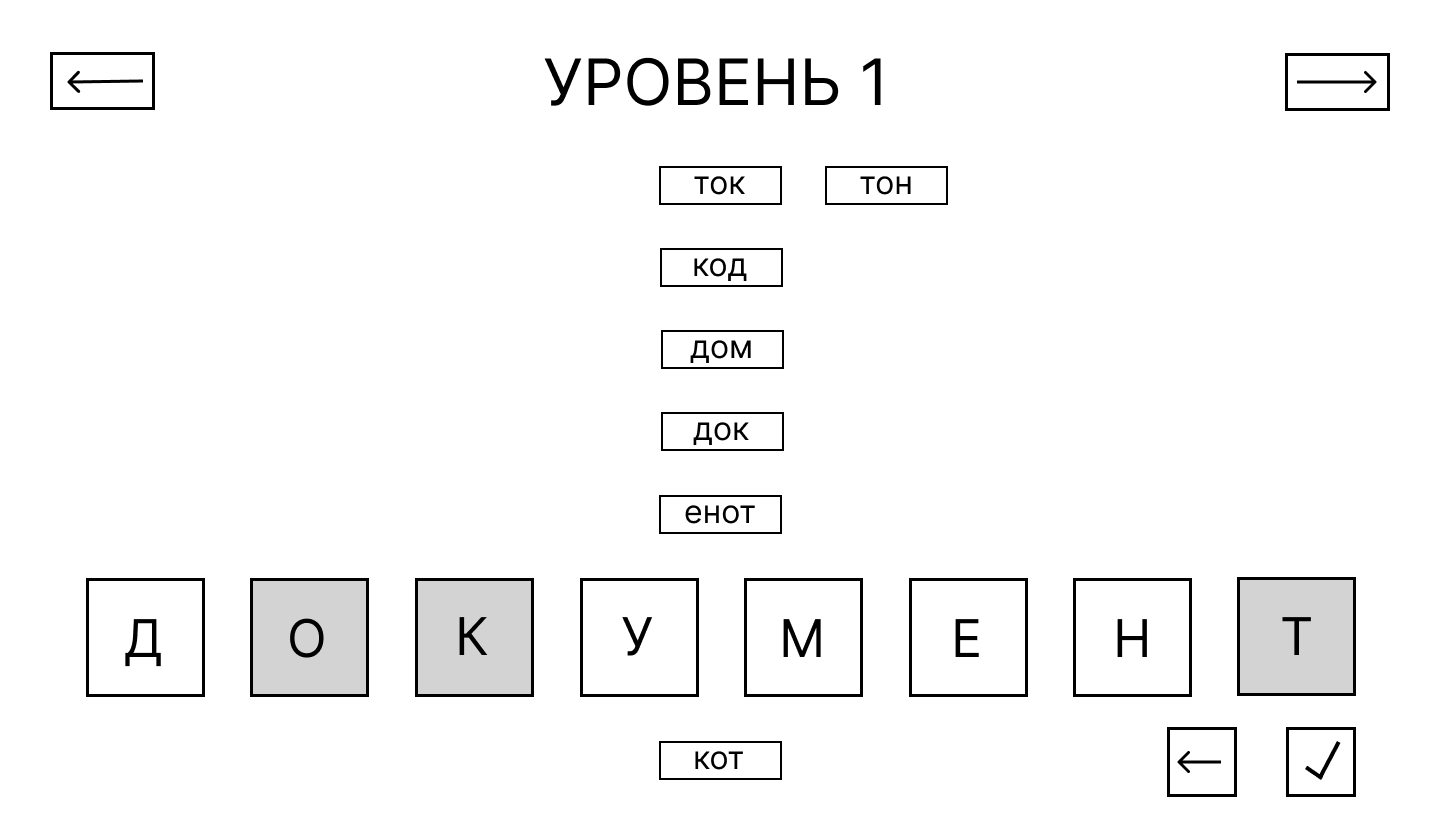 УРОВЕНЬ 1
ток тон
код
дом
док
енот
Д О К У М Е Н Т
кот